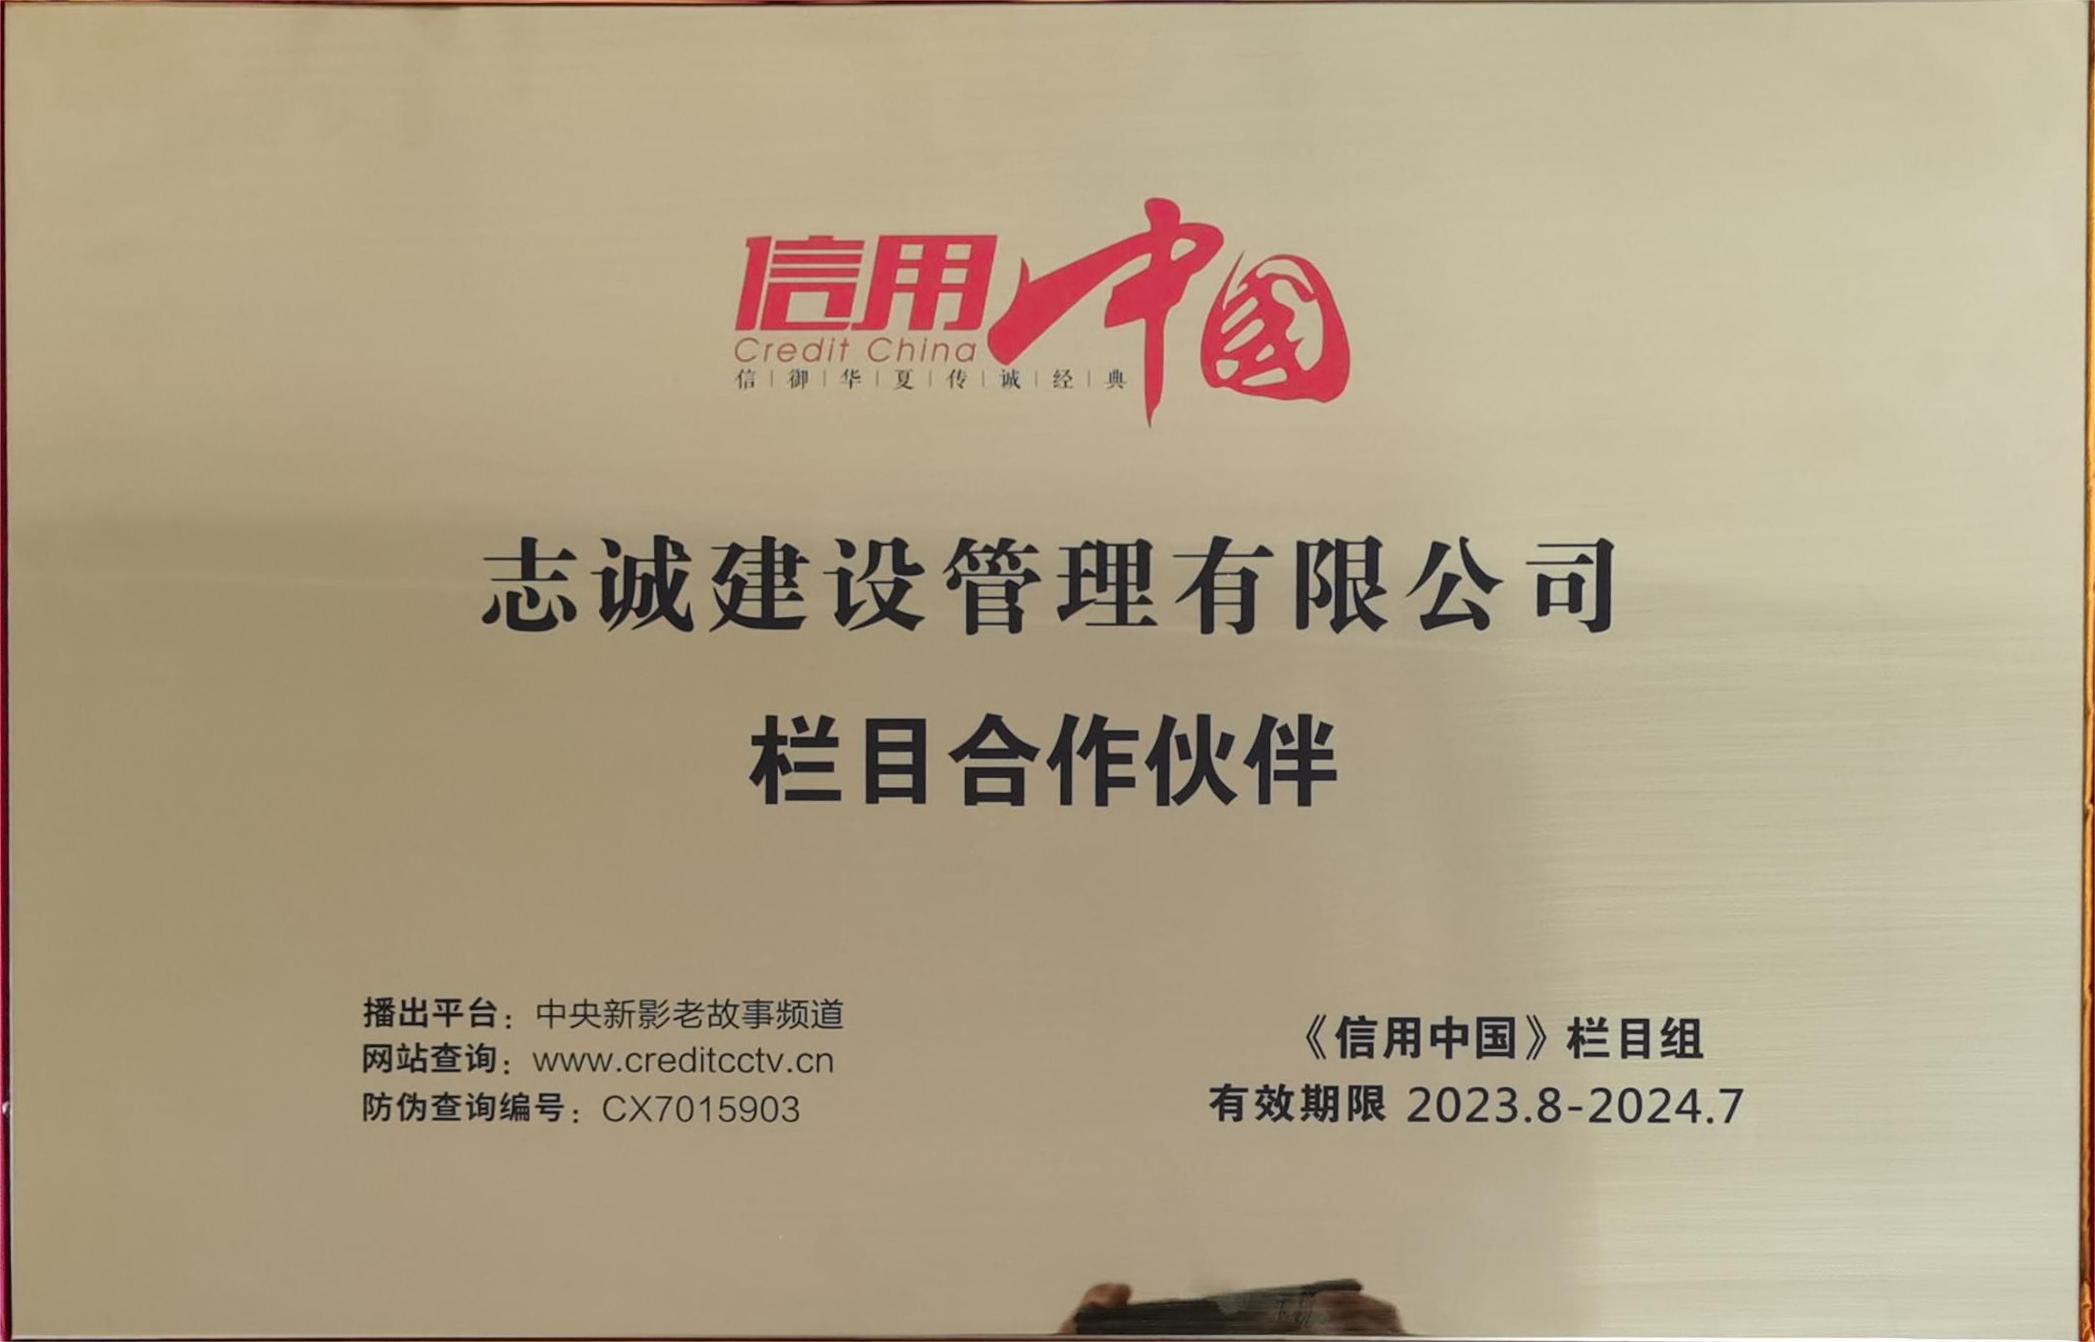 信用中国
Credit China
信|御|华|夏|传|诚|经|典
志诚建设管理有限公司
栏目合作伙伴
播出平台：中央新影老故事频道
网站查询：www.creditcctv.cn
防伪查询编号：CX7015903
《信用中国》栏目组
有效期限 2023.8-2024.7